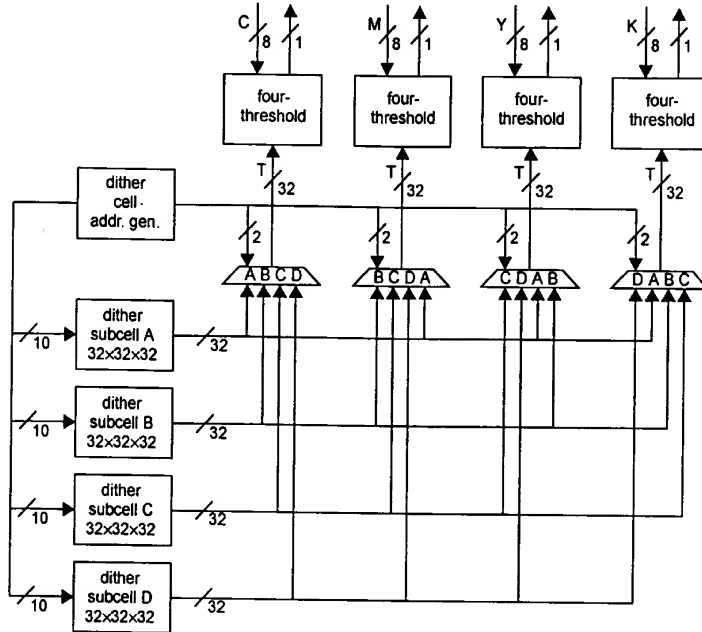 C 8 1 M 8 1 Y 8 1 K 8 1
four-
threshold
four-
threshold
four-
threshold
four-
threshold
T 32 T 32 T 32 T 32
dither
cell-
addr. gen.
2 2 2 2
A B C D B C D A C D A B D A B C
10
dither
subcell A
32×32×32
32
10
dither
subcell B
32×32×32
32
10
dither
subcell C
32×32×32
32
10
dither
subcell D
32×32×32
32